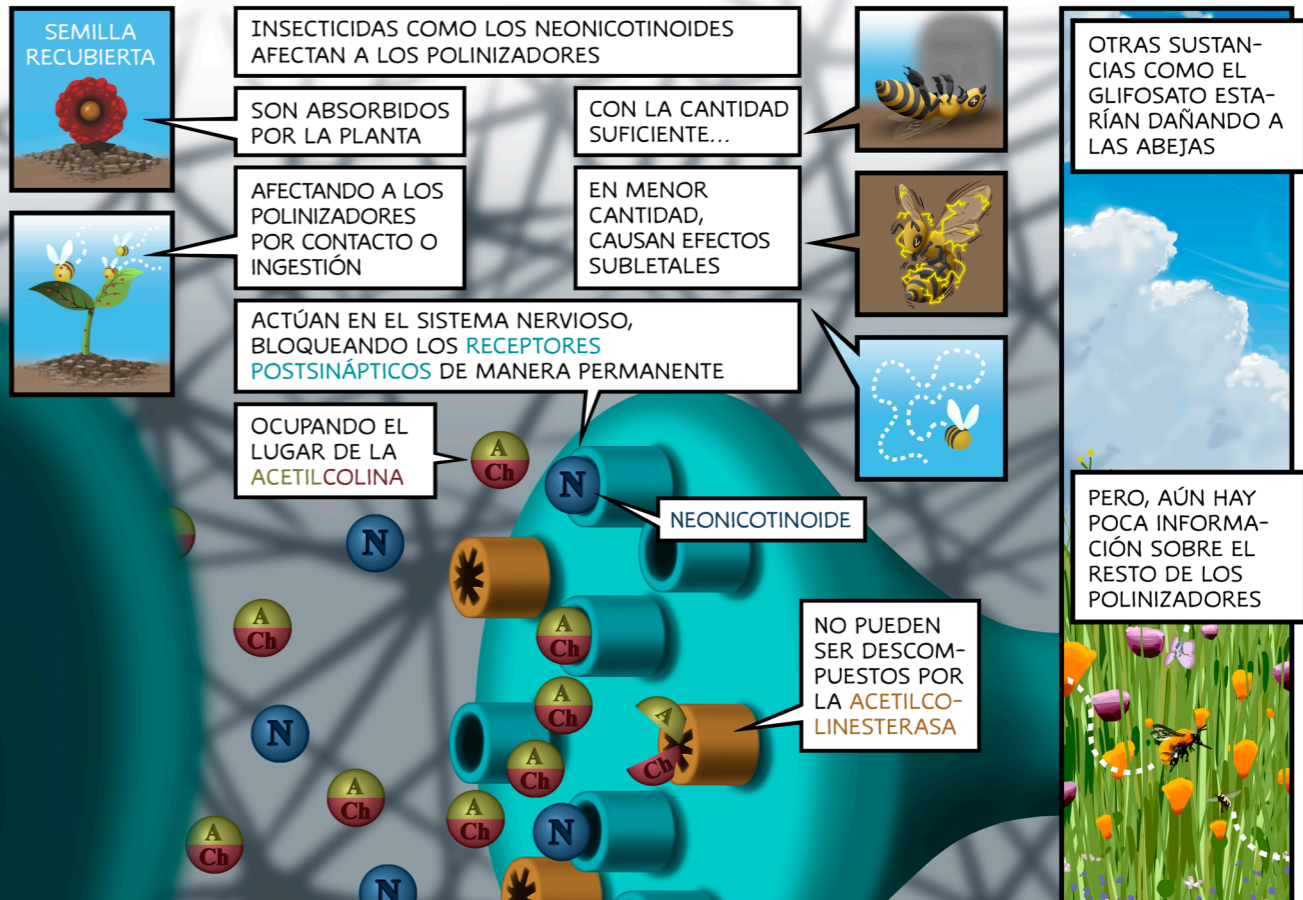 SEMILLA
RECUBIERTA
INSECTICIDAS COMO LOS NEONICOTINOIDES
AFECTAN A LOS POLINIZADORES
SON ABSORBIDOS
POR LA PLANTA
AFECTANDO A LOS
POLINIZADORES
POR CONTACTO O
INGESTIÓN
CON LA CANTIDAD
SUFICIENTE...
EN MENOR
CANTIDAD,
CAUSAN EFECTOS
SUBLETALES
ACTÚAN EN EL SISTEMA NERVIOSO,
BLOQUEANDO LOS RECEPTORES
POSTSINÁPTICOS DE MANERA PERMANENTE
OCUPANDO EL
LUGAR DE LA
ACETILCOLINA
A
Ch
N
NEONICOTINOIDE
N
A
Ch
A
Ch
NO PUEDEN
SER DESCOM-
PUESTOS POR
LA ACETILCO-
LINESTERASA
A
Ch
A
Ch
N
A
Ch
A
Ch
A
Ch
N
A
Ch
N
OTRAS SUSTAN-
CIAS COMO EL
GLIFOSATO ESTA-
RÍAN DAÑANDO A
LAS ABEJAS
PERO, AÚN HAY
POCA INFORMA-
CIÓN SOBRE EL
RESTO DE LOS
POLINIZADORES